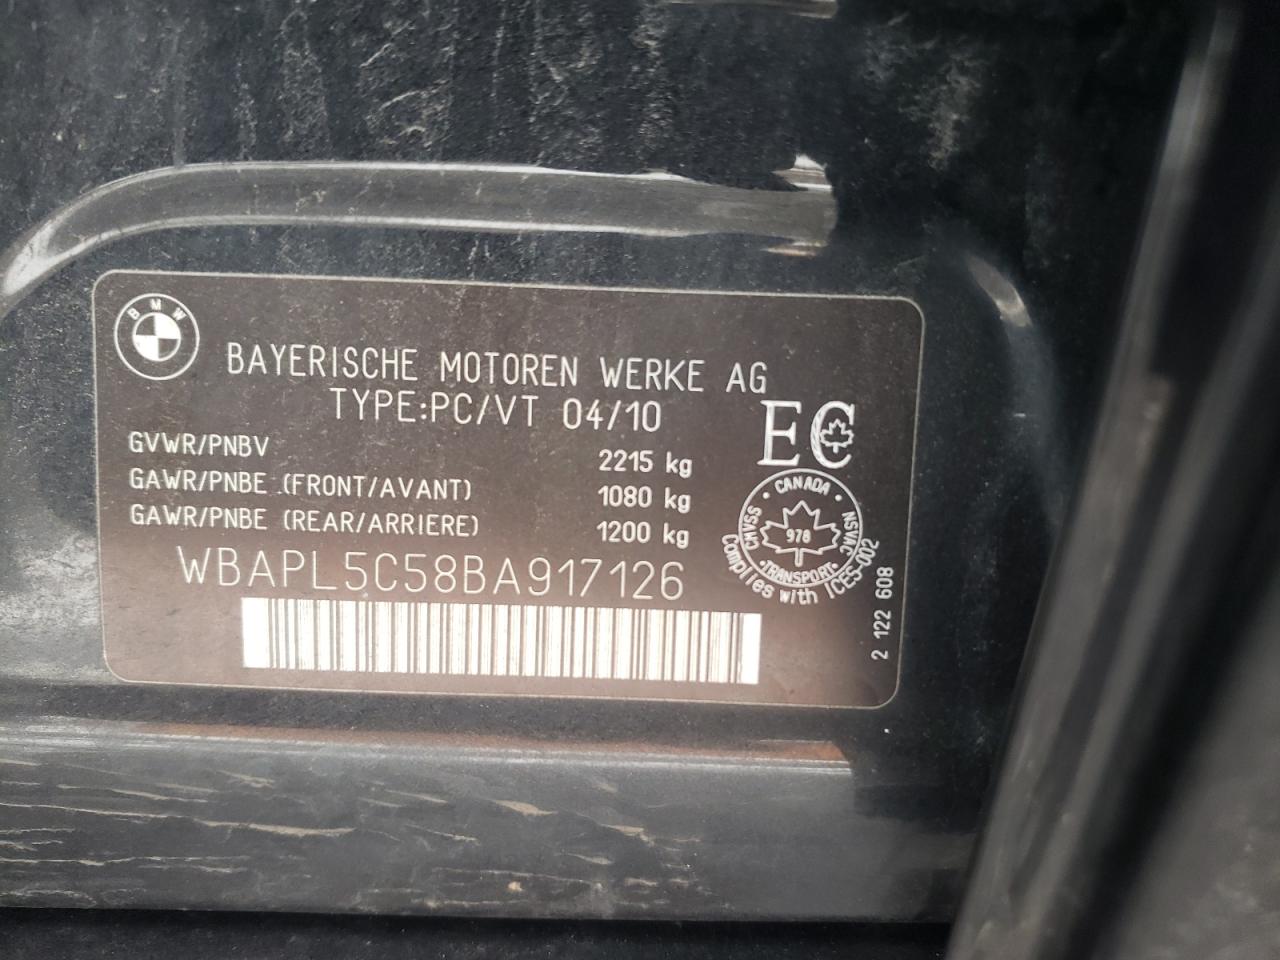 BMW
BAYERISCHE MOTOREN WERKE AG
TYPE:PC/VT 04/10
GVWR/PNBV 2215 kg
GAWR/PNBE (FRONT/AVANT) 1080 kg
GAWR/PNBE (REAR/ARRIERE) 1200 kg
WBAPL5C58BA917126
EC
CANADA
CMVSS
NSVAC
978
TRANSPORT
Complies with ICES-002
2 122 608